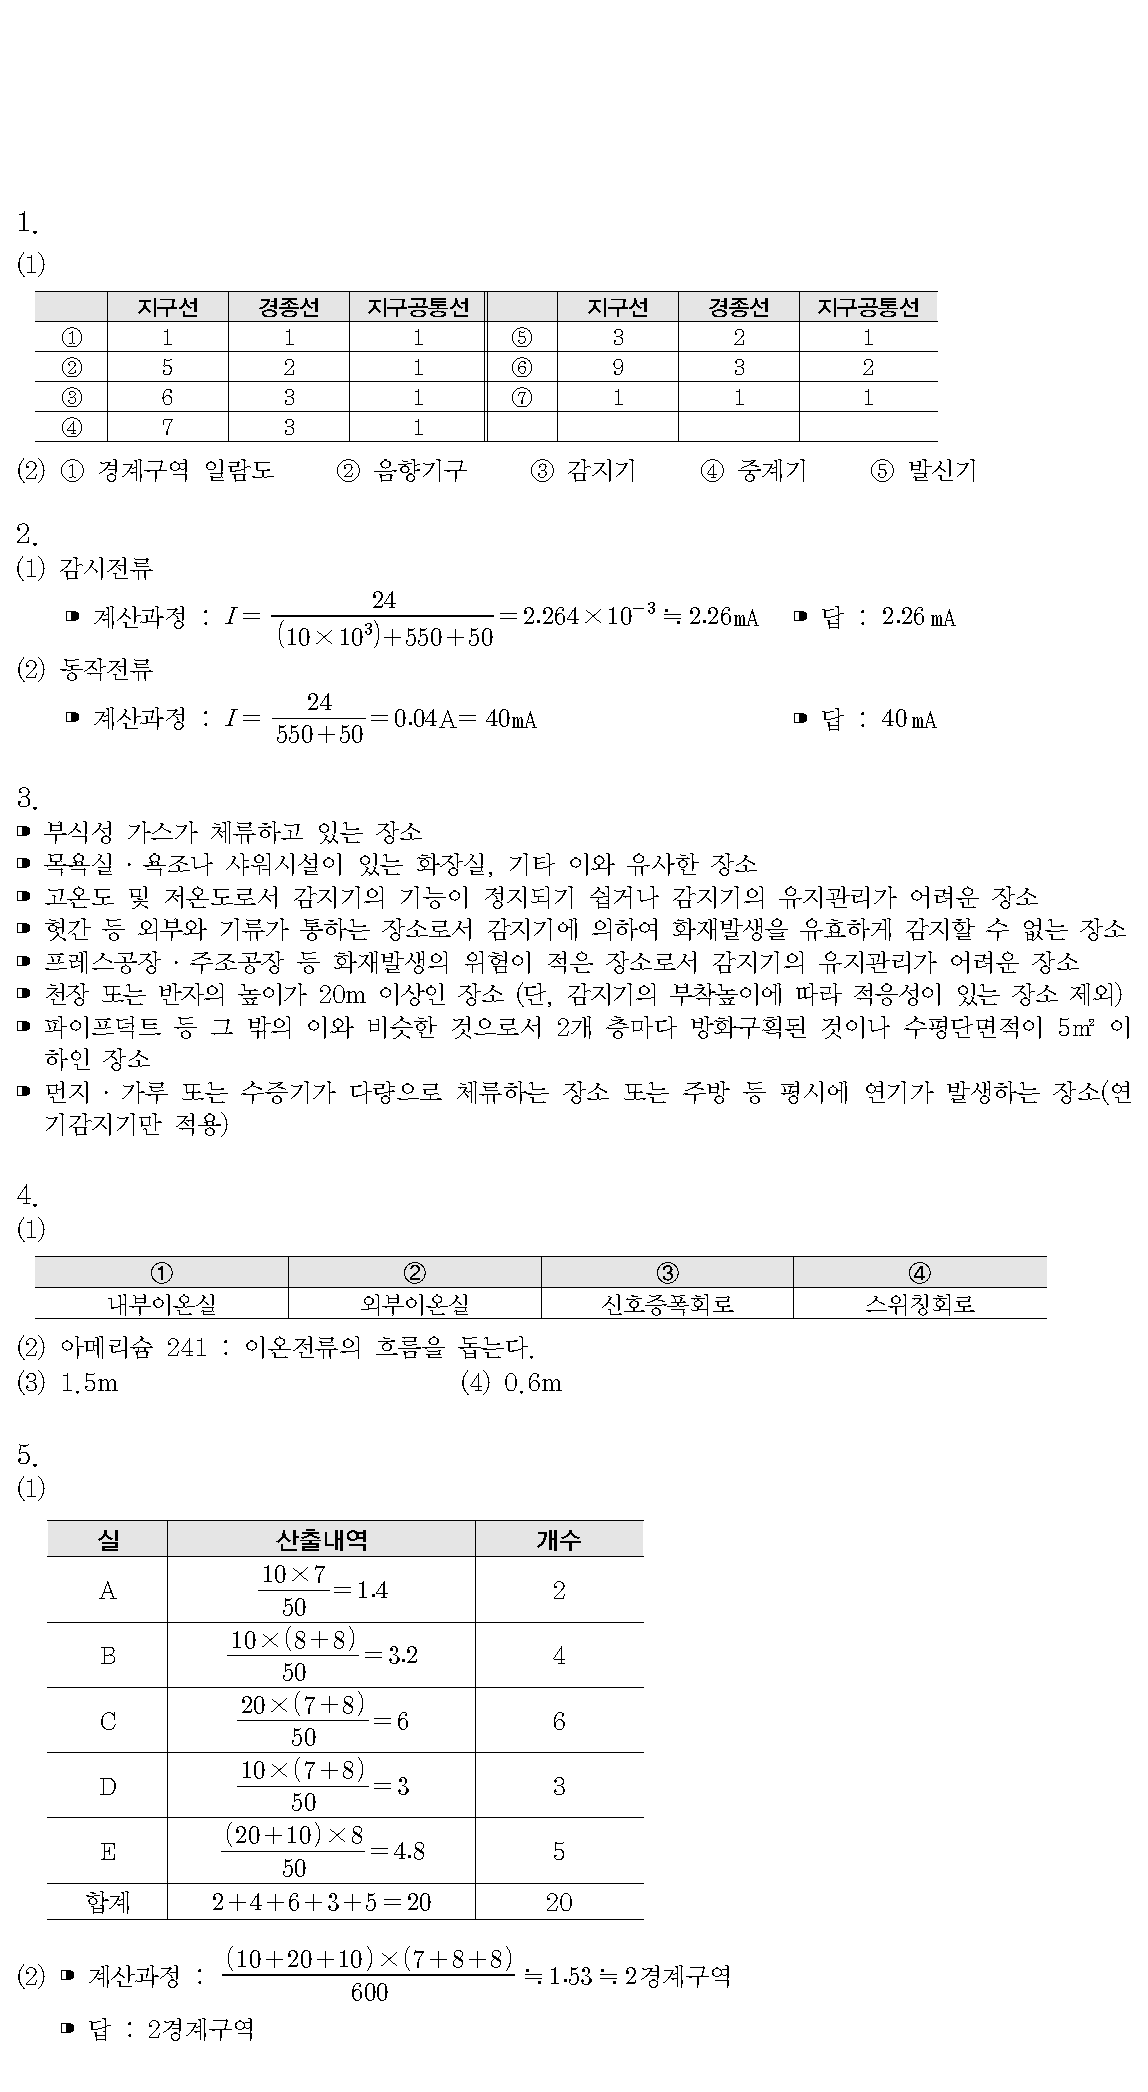 1.
(1)
지구선 경종선 지구공통선 지구선 경종선 지구공통선
① 1 1 1 ⑤ 3 2 1
② 5 2 1 ⑥ 9 3 2
③ 6 3 1 ⑦ 1 1 1
④ 7 3 1
(2) ① 경계구역 일람도 ② 음향기구 ③ 감지기 ④ 중계기 ⑤ 발신기
2.
(1) 감시전류
계산과정 : I = 24 / ((10×10³)+550+50) = 2.264×10⁻³ ≒ 2.26mA 답 : 2.26mA
(2) 동작전류
계산과정 : I = 24 / (550+50) = 0.04A = 40mA 답 : 40mA
3.
부식성 가스가 체류하고 있는 장소
목욕실 · 욕조나 샤워시설이 있는 화장실, 기타 이와 유사한 장소
고온도 및 저온도로서 감지기의 기능이 정지되기 쉽거나 감지기의 유지관리가 어려운 장소
헛간 등 외부와 기류가 통하는 장소로서 감지기에 의하여 화재발생을 유효하게 감지할 수 없는 장소
프레스공장 · 주조공장 등 화재발생의 위험이 적은 장소로서 감지기의 유지관리가 어려운 장소
천장 또는 반자의 높이가 20m 이상인 장소 (단, 감지기의 부착높이에 따라 적응성이 있는 장소 제외)
파이프덕트 등 그 밖의 이와 비슷한 것으로서 2개 층마다 방화구획된 것이나 수평단면적이 5㎡ 이
하인 장소
먼지 · 가루 또는 수증기가 다량으로 체류하는 장소 또는 주방 등 평시에 연기가 발생하는 장소(연
기감지기만 적용)
4.
(1)
① ② ③ ④
내부이온실 외부이온실 신호증폭회로 스위칭회로
(2) 아메리슘 241 : 이온전류의 흐름을 돕는다.
(3) 1.5m (4) 0.6m
5.
(1)
실 산출내역 개수
A 10×7 / 50 = 1.4 2
B 10×(8+8) / 50 = 3.2 4
C 20×(7+8) / 50 = 6 6
D 10×(7+8) / 50 = 3 3
E (20+10)×8 / 50 = 4.8 5
합계 2+4+6+3+5=20 20
(2) 계산과정 : (10+20+10)×(7+8+8) / 600 ≒ 1.53 ≒ 2경계구역
답 : 2경계구역